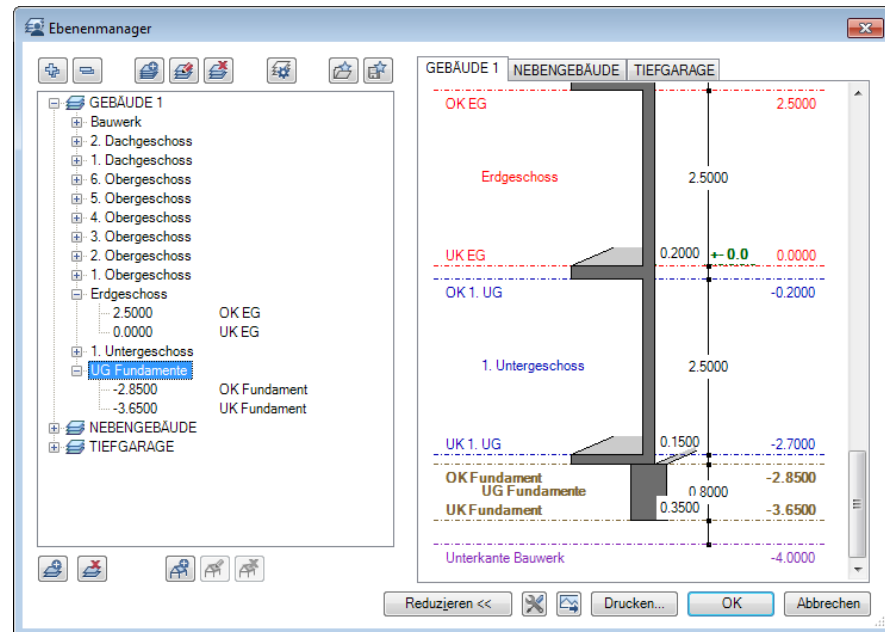 Ebenenmanager
GEBÄUDE 1
Bauwerk
2. Dachgeschoss
1. Dachgeschoss
6. Obergeschoss
5. Obergeschoss
4. Obergeschoss
3. Obergeschoss
2. Obergeschoss
1. Obergeschoss
Erdgeschoss
2.5000 OK EG
0.0000 UK EG
1. Untergeschoss
UG Fundamente
-2.8500 OK Fundament
-3.6500 UK Fundament
NEBENGEBÄUDE
TIEFGARAGE
GEBÄUDE 1 NEBENGEBÄUDE TIEFGARAGE
OK EG 2.5000
Erdgeschoss 2.5000
UK EG 0.2000 +- 0.0 0.0000
OK 1. UG -0.2000
1. Untergeschoss 2.5000
UK 1. UG 0.1500 -2.7000
OK Fundament -2.8500
UG Fundamente 0.8000
UK Fundament 0.3500 -3.6500
Unterkante Bauwerk -4.0000
Reduzieren << Drucken... OK Abbrechen